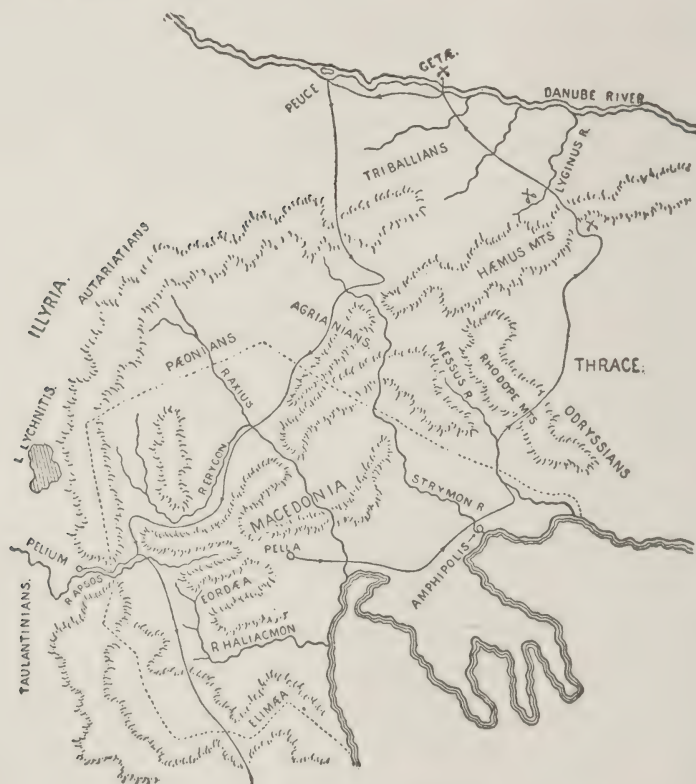 GETÆ.
DANUBE RIVER
PEUCE
TRIBALLIANS
LYGINUS R.
HÆMUS MTS
AUTARIATIANS
ILLYRIA.
AGRIANIANS
PÆONIANS
R. AXIUS
NESSUS R.
RHODOPE MTS
THRACE.
ODRYSSIANS
L. LYCHNITIS.
R. ERYGON
MACEDONIA
STRYMON R
PELLA
AMPHIPOLIS
PELIUM
R APSOS
EORDÆA
TAULANTINIANS.
R HALIACMON
ELIMÆA